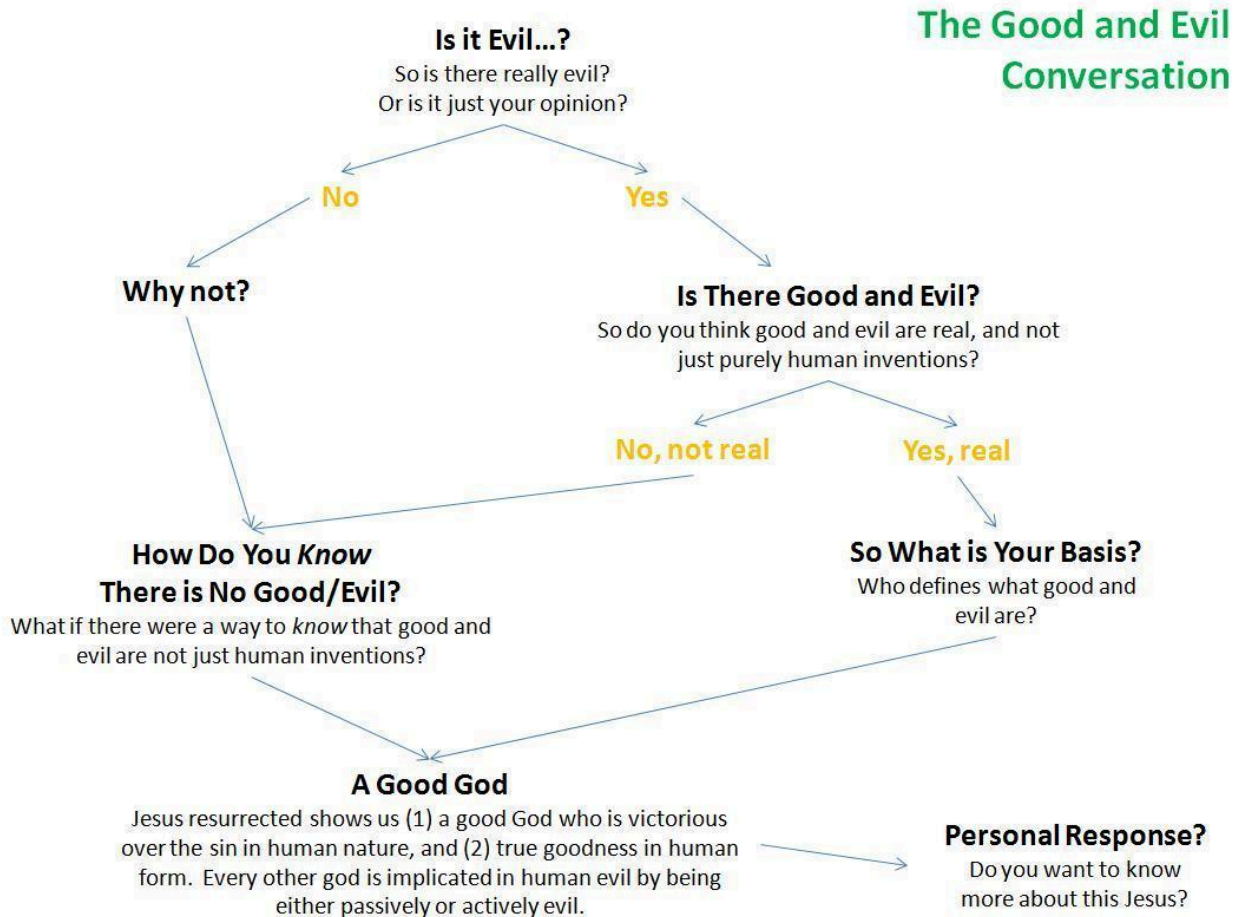 The Good and Evil
Conversation
Is it Evil...?
So is there really evil?
Or is it just your opinion?
No
Yes
Why not?
Is There Good and Evil?
So do you think good and evil are real, and not
just purely human inventions?
No, not real
Yes, real
How Do You Know
There is No Good/Evil?
What if there were a way to know that good and
evil are not just human inventions?
So What is Your Basis?
Who defines what good and
evil are?
A Good God
Jesus resurrected shows us (1) a good God who is victorious
over the sin in human nature, and (2) true goodness in human
form. Every other god is implicated in human evil by being
either passively or actively evil.
Personal Response?
Do you want to know
more about this Jesus?